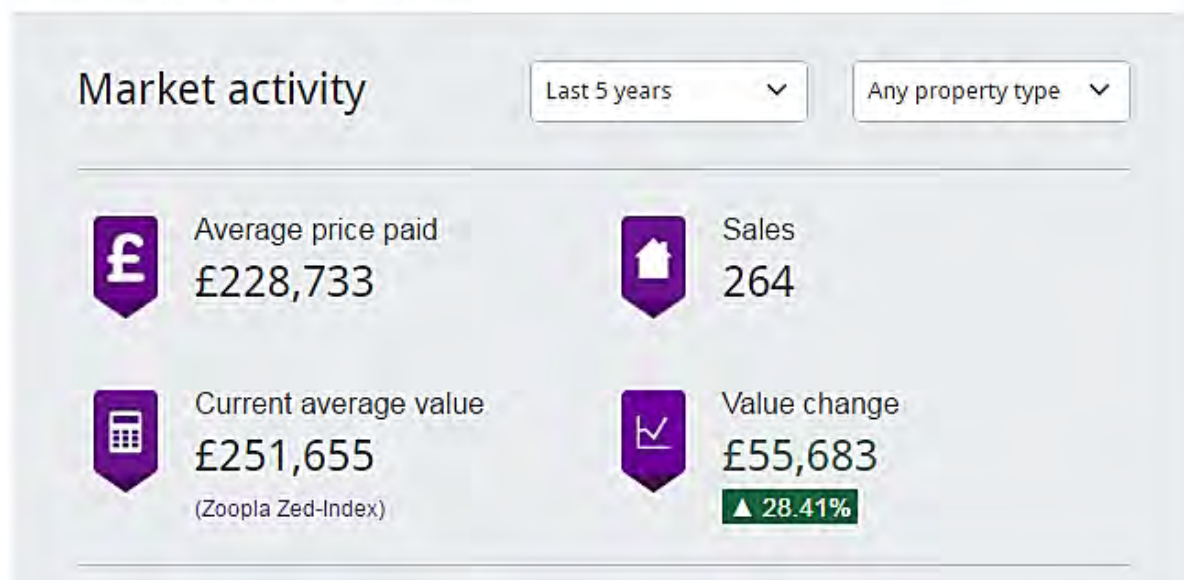 Market activity
Last 5 years
Any property type
£
Average price paid
£228,733
Sales
264
Current average value
£251,655
(Zoopla Zed-Index)
Value change
£55,683
▲ 28.41%